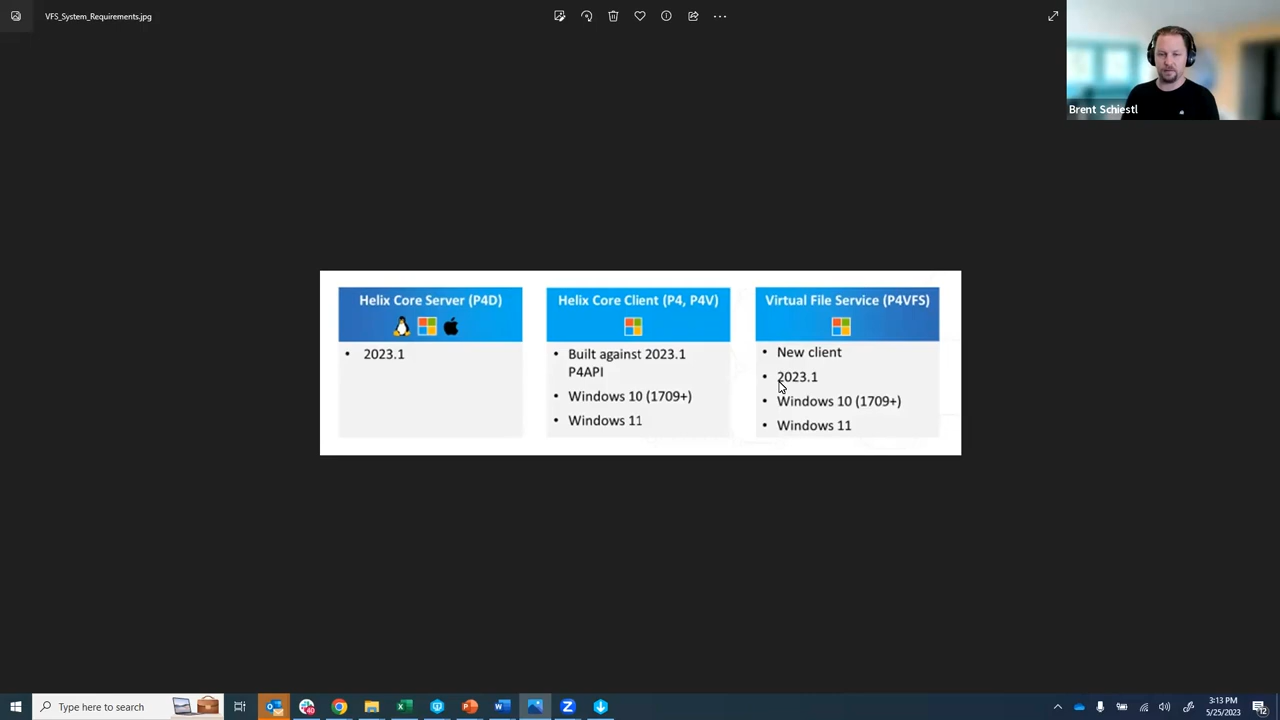 VFS_System_Requirements.jpg
Brent Schiestl
Helix Core Server (P4D)
• 2023.1
Helix Core Client (P4, P4V)
• Built against 2023.1
P4API
• Windows 10 (1709+)
• Windows 11
Virtual File Service (P4VFS)
• New client
• 2023.1
• Windows 10 (1709+)
• Windows 11
Type here to search
3:13 PM
5/25/2023